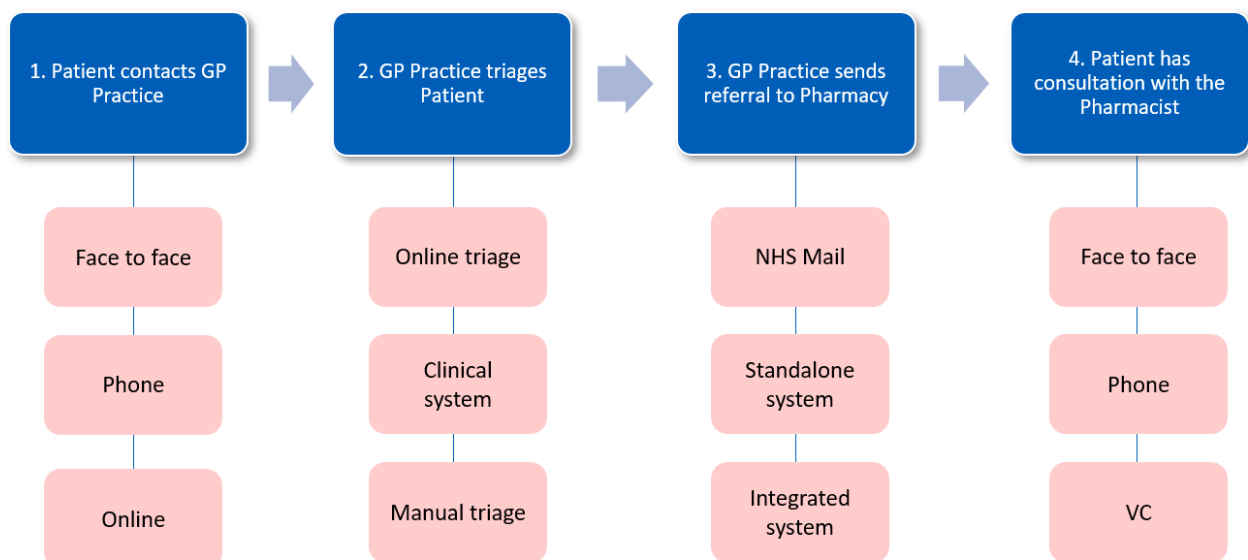 1. Patient contacts GP
Practice
2. GP Practice triages
Patient
3. GP Practice sends
referral to Pharmacy
4. Patient has
consultation with the
Pharmacist
Face to face
Phone
Online
Online triage
Clinical
system
Manual triage
NHS Mail
Standalone
system
Integrated
system
Face to face
Phone
VC